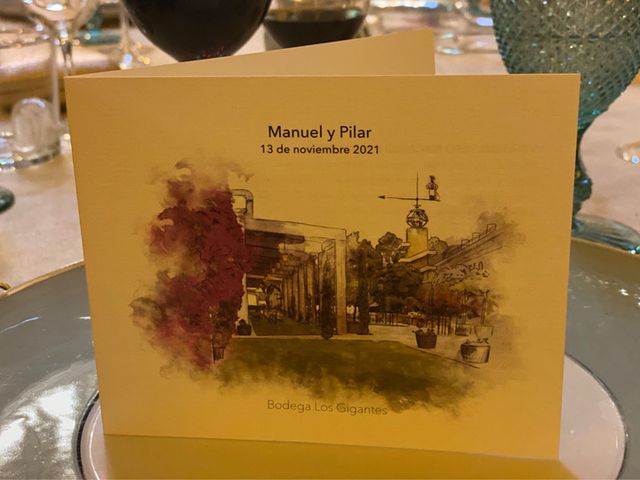 Manuel y Pilar
13 de noviembre 2021
Bodega Los Gigantes